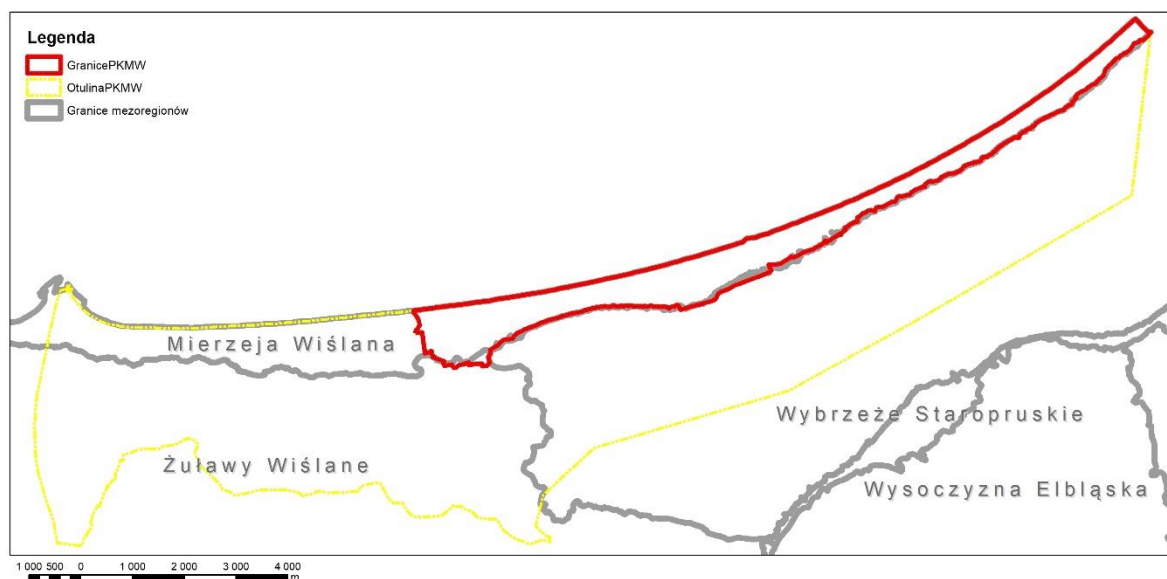 Legenda
GranicePKMW
OtulinaPKMW
Granice mezoregionów
Mierzeja Wiślana
Wybrzeże Staropruskie
Żuławy Wiślane
Wysoczyzna Elbląska
1 000 500 0 1 000 2 000 3 000 4 000
m